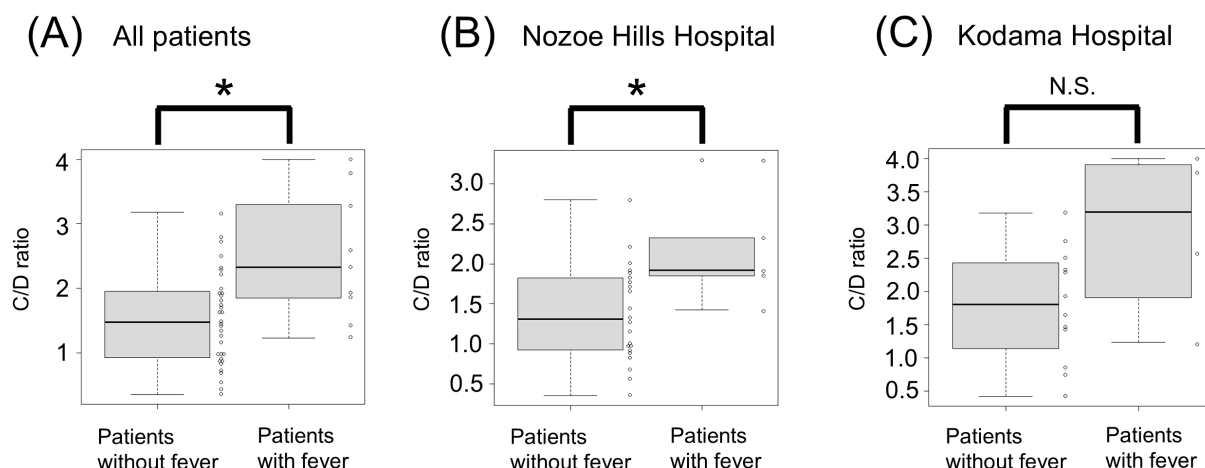 (A) All patients
*
C/D ratio
4
3
2
1
Patients without fever
Patients with fever
(B) Nozoe Hills Hospital
*
C/D ratio
3.0
2.5
2.0
1.5
1.0
0.5
Patients without fever
Patients with fever
(C) Kodama Hospital
N.S.
C/D ratio
4.0
3.5
3.0
2.5
2.0
1.5
1.0
0.5
Patients without fever
Patients with fever